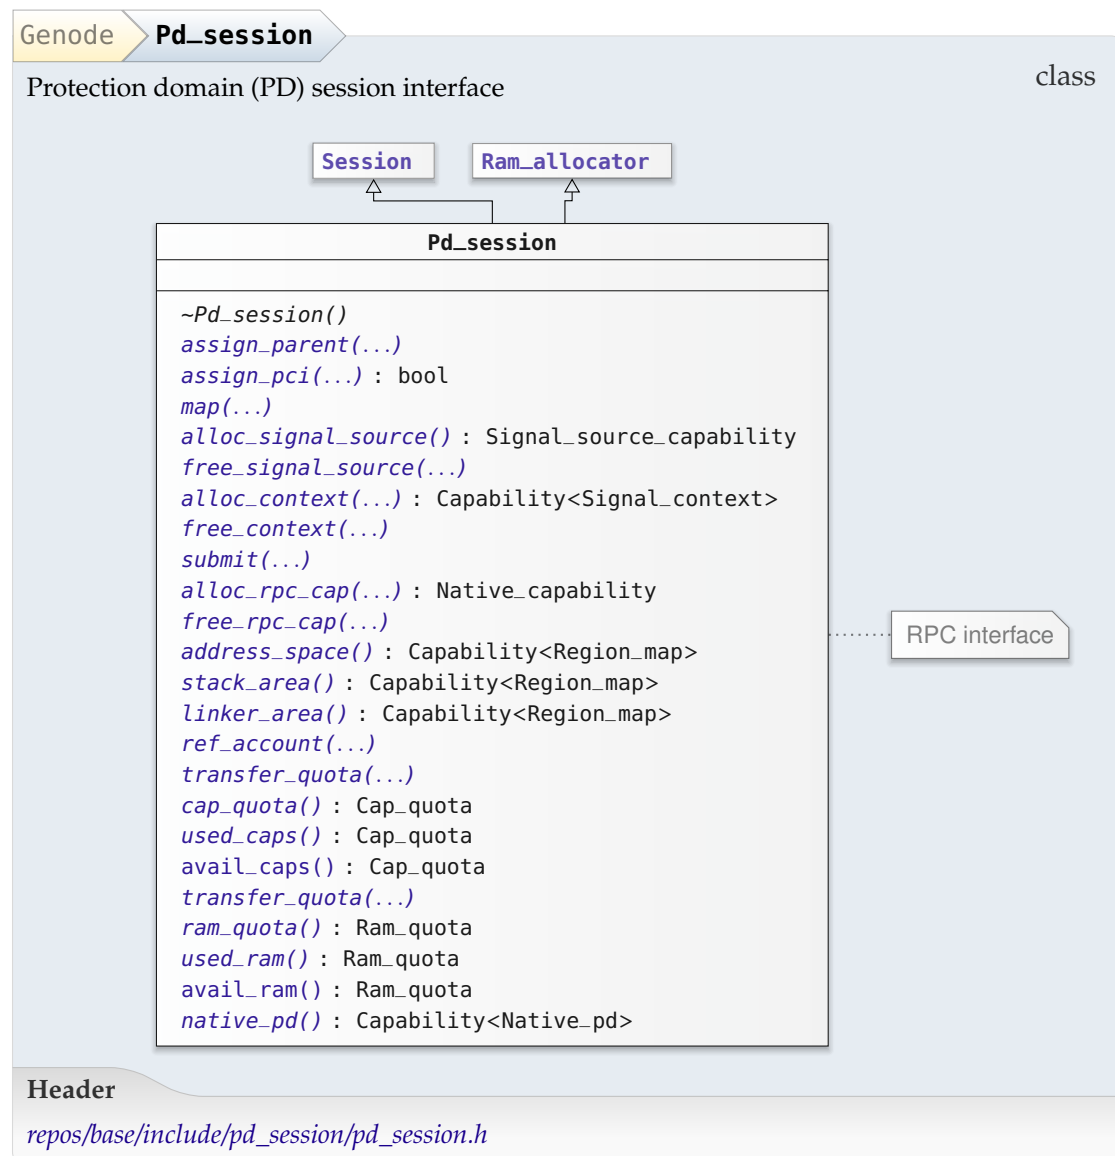 Genode Pd_session
class
Protection domain (PD) session interface
Session Ram_allocator
Pd_session
~Pd_session()
assign_parent(...)
assign_pci(...) : bool
map(...)
alloc_signal_source() : Signal_source_capability
free_signal_source(...)
alloc_context(...) : Capability<Signal_context>
free_context(...)
submit(...)
alloc_rpc_cap(...) : Native_capability
free_rpc_cap(...)
RPC interface
address_space() : Capability<Region_map>
stack_area() : Capability<Region_map>
linker_area() : Capability<Region_map>
ref_account(...)
transfer_quota(...)
cap_quota() : Cap_quota
used_caps() : Cap_quota
avail_caps() : Cap_quota
transfer_quota(...)
ram_quota() : Ram_quota
used_ram() : Ram_quota
avail_ram() : Ram_quota
native_pd() : Capability<Native_pd>
Header
repos/base/include/pd_session/pd_session.h